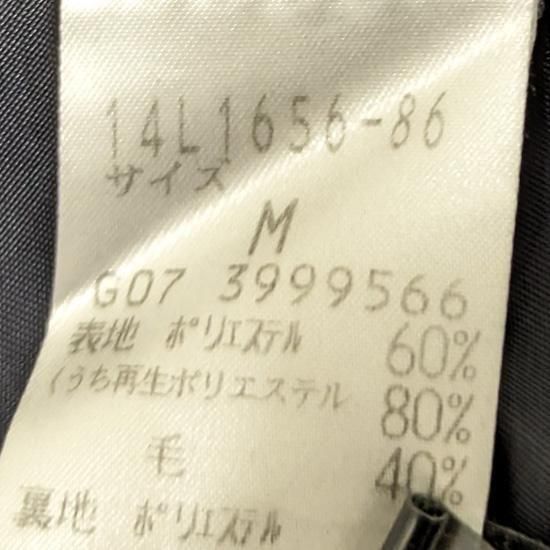 14L1656-86
サイズ
M
G07 3999566
表地 ポリエステル 60%
くうち再生ポリエステル 80%
毛 40%
裏地 ポリエステル